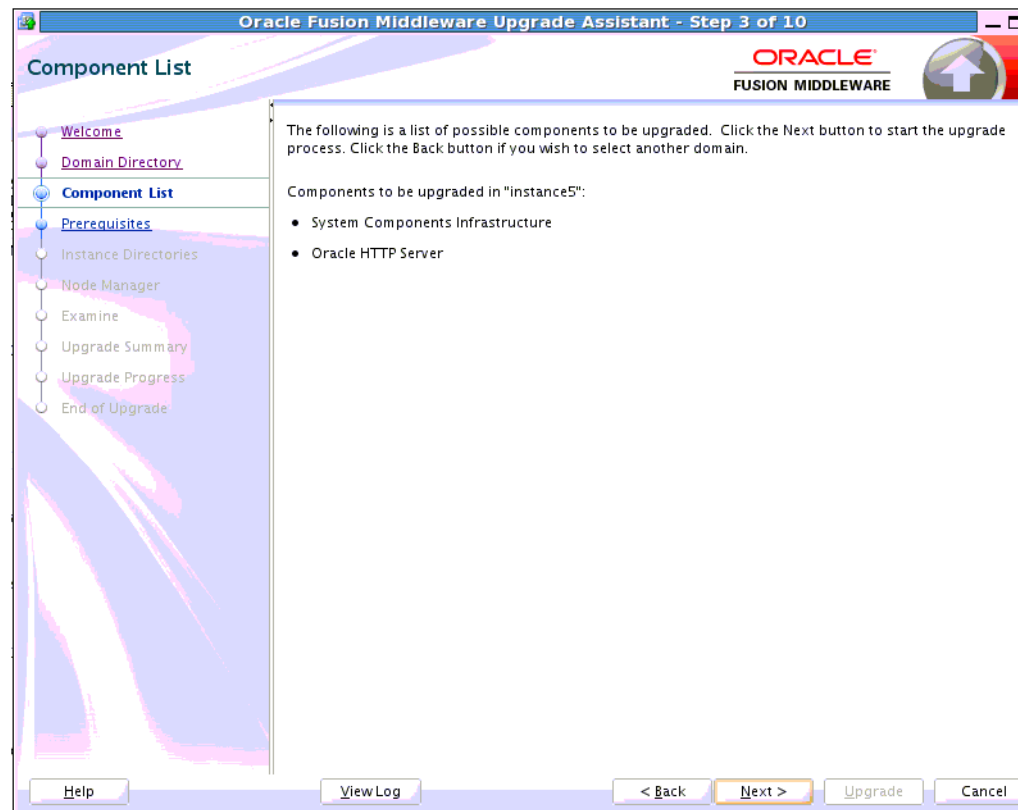 Oracle Fusion Middleware Upgrade Assistant - Step 3 of 10
Component List
ORACLE
FUSION MIDDLEWARE
Welcome
Domain Directory
Component List
Prerequisites
Instance Directories
Node Manager
Examine
Upgrade Summary
Upgrade Progress
End of Upgrade
The following is a list of possible components to be upgraded. Click the Next button to start the upgrade
process. Click the Back button if you wish to select another domain.
Components to be upgraded in "instance5":
• System Components Infrastructure
• Oracle HTTP Server
Help
View Log
< Back
Next >
Upgrade
Cancel